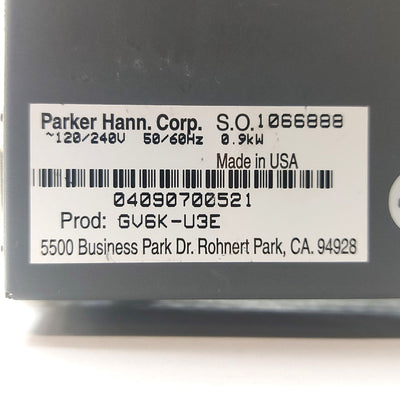 Parker Hann. Corp. S.O.1066888
~120/240V 50/60Hz 0.9kW
Made in USA
04090700521
Prod: GV6K-U3E
5500 Business Park Dr. Rohnert Park, CA. 94928